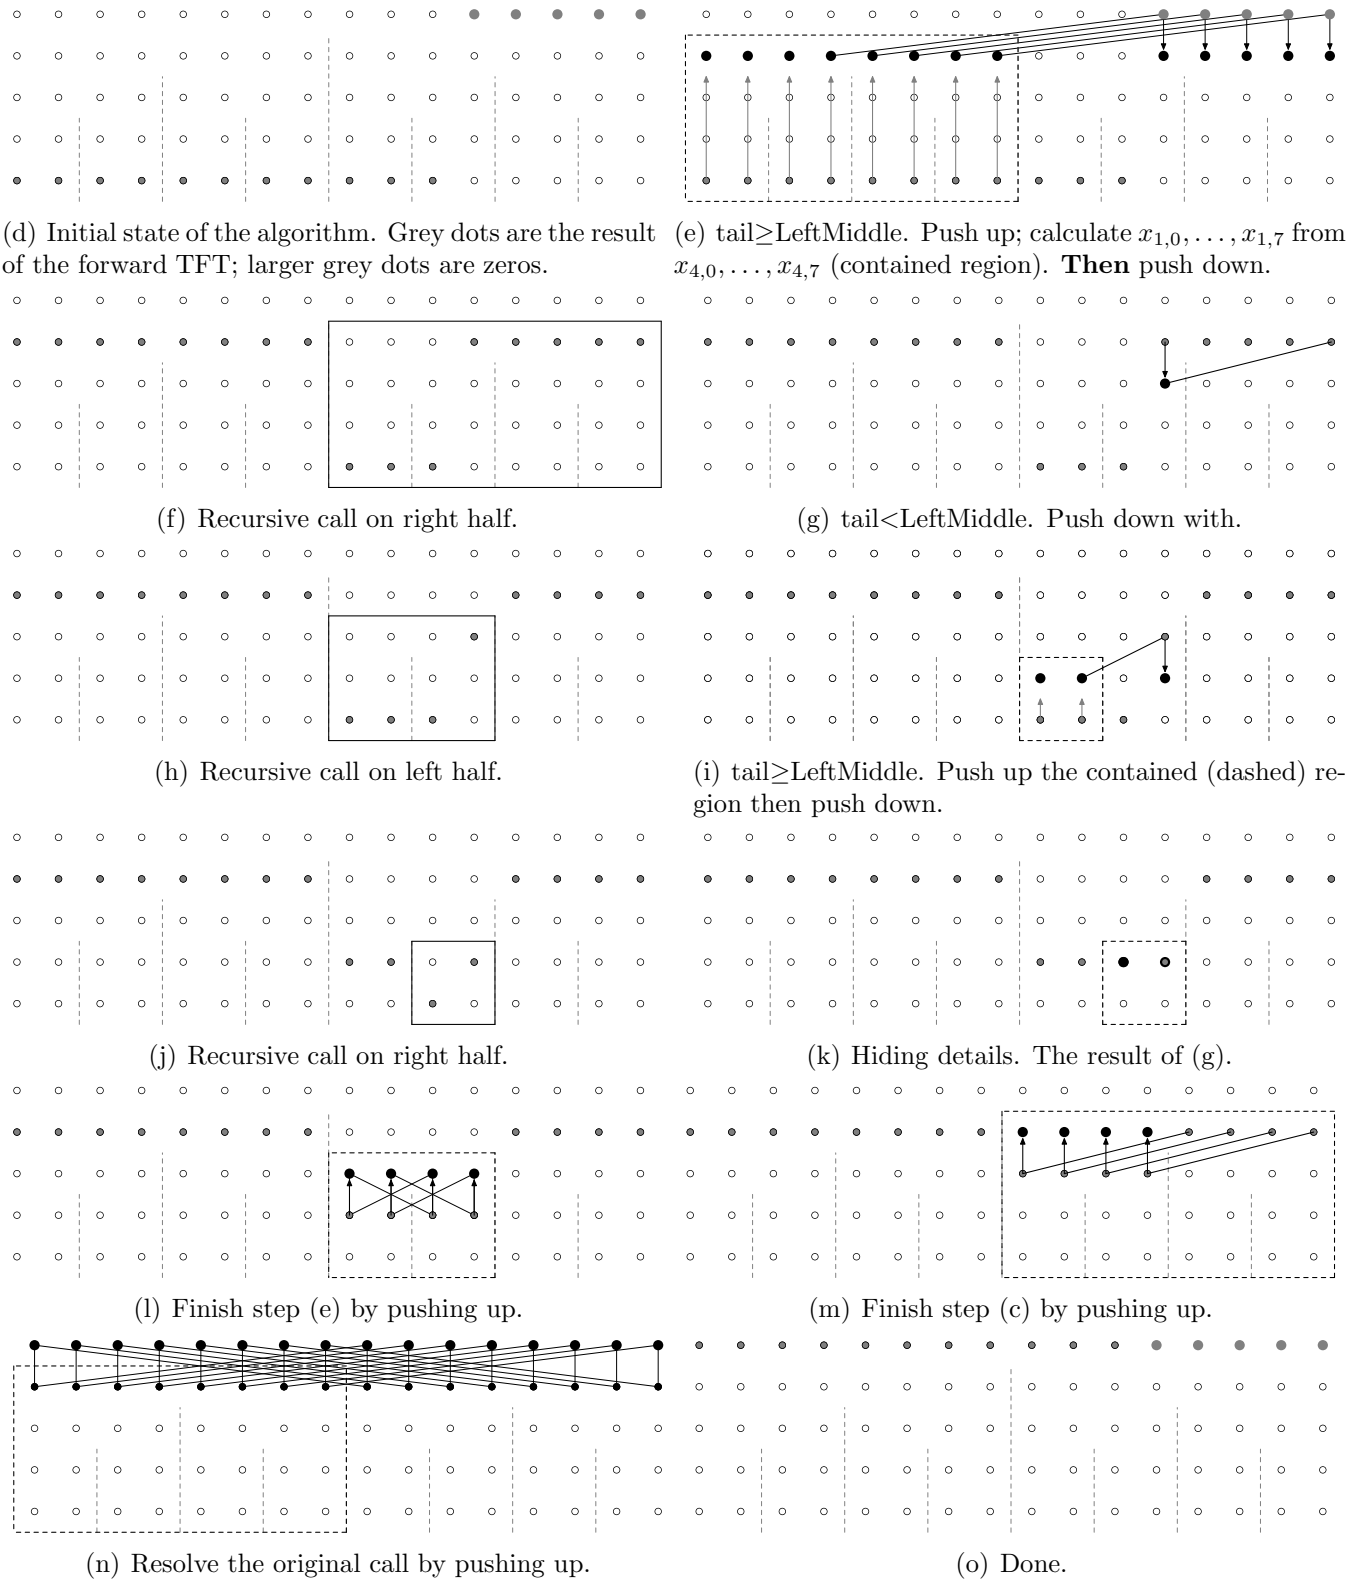 (d) Initial state of the algorithm. Grey dots are the result
of the forward TFT; larger grey dots are zeros.
(e) tail≥LeftMiddle. Push up; calculate x₁,₀, . . . , x₁,₇ from
x₄,₀, . . . , x₄,₇ (contained region). Then push down.
(f) Recursive call on right half.
(g) tail<LeftMiddle. Push down with.
(h) Recursive call on left half.
(i) tail≥LeftMiddle. Push up the contained (dashed) re-
gion then push down.
(j) Recursive call on right half.
(k) Hiding details. The result of (g).
(l) Finish step (e) by pushing up.
(m) Finish step (c) by pushing up.
(n) Resolve the original call by pushing up.
(o) Done.